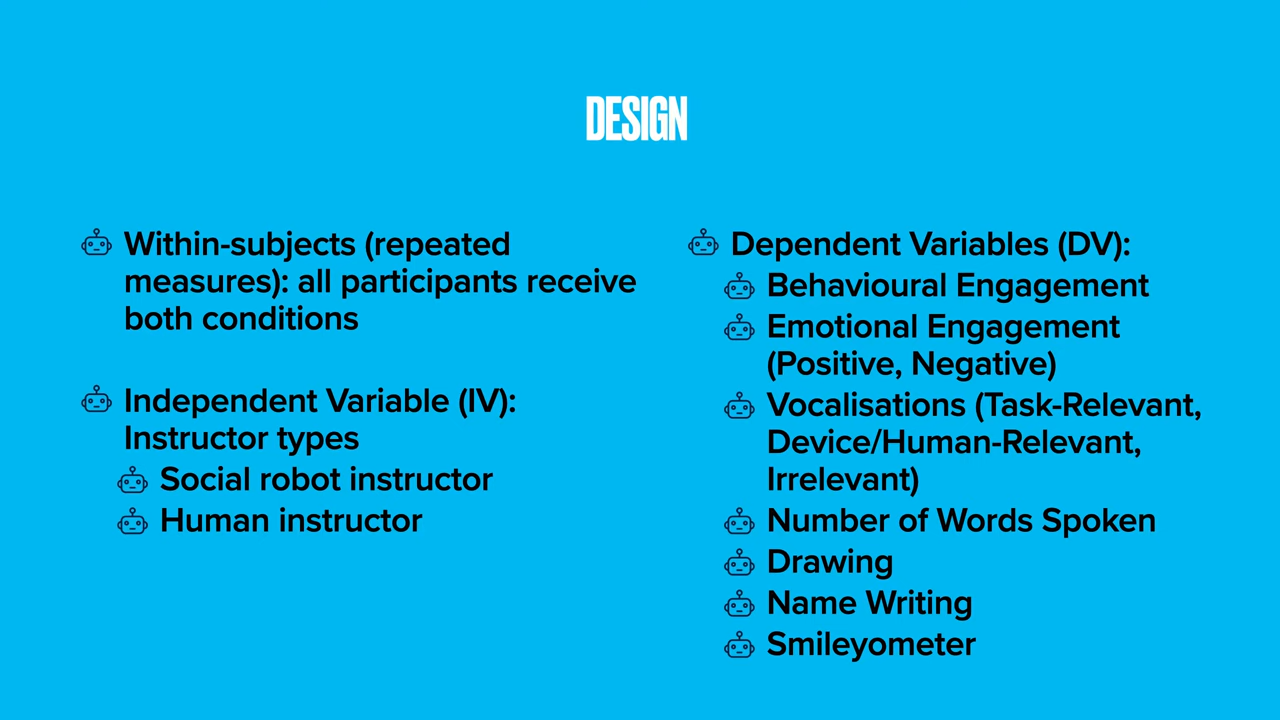 DESIGN
Within-subjects (repeated
measures): all participants receive
both conditions
Independent Variable (IV):
Instructor types
Social robot instructor
Human instructor
Dependent Variables (DV):
Behavioural Engagement
Emotional Engagement
(Positive, Negative)
Vocalisations (Task-Relevant,
Device/Human-Relevant,
Irrelevant)
Number of Words Spoken
Drawing
Name Writing
Smileyometer